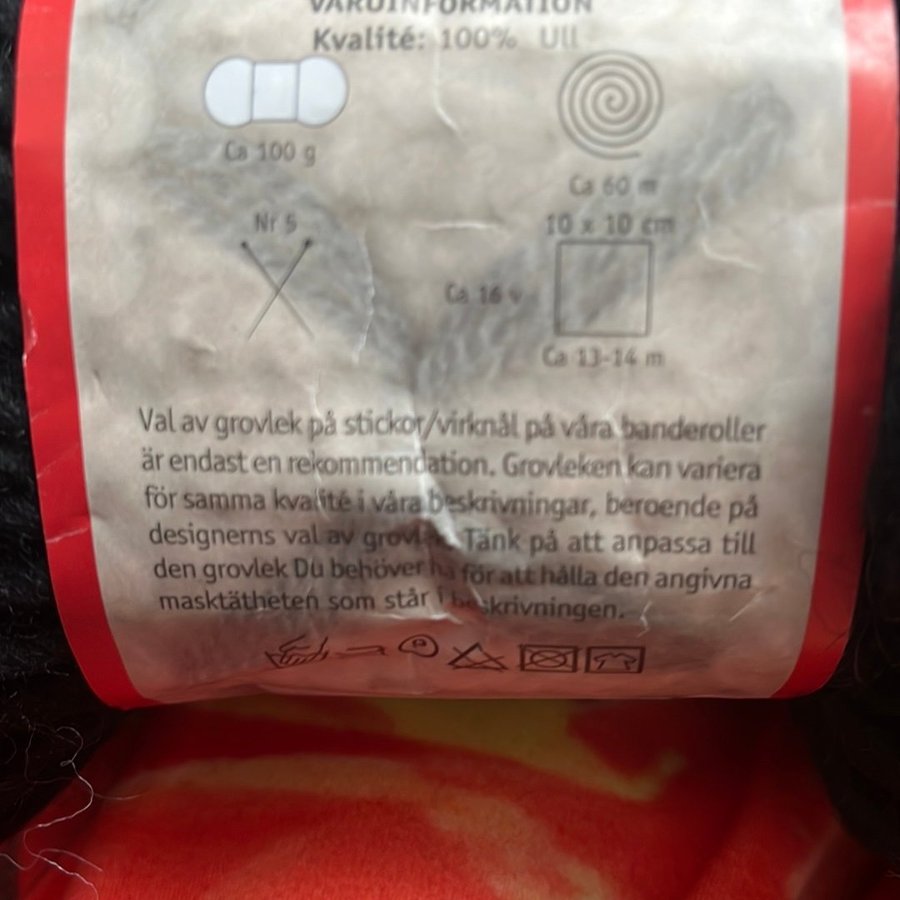 VARUINFORMATION
Kvalité: 100% Ull
Ca 100 g
Ca 60 m
Nr 5
10 x 10 cm
Ca 16 v
Ca 13-14 m
Val av grovlek på stickor/virknål på våra banderoller
är endast en rekommendation. Grovleken kan variera
för samma kvalité i våra beskrivningar, beroende på
designerns val av Tänk på att anpassa till
den grovlek Du behöver ha för att hålla den angivna
masktätheten som står i beskrivningen.